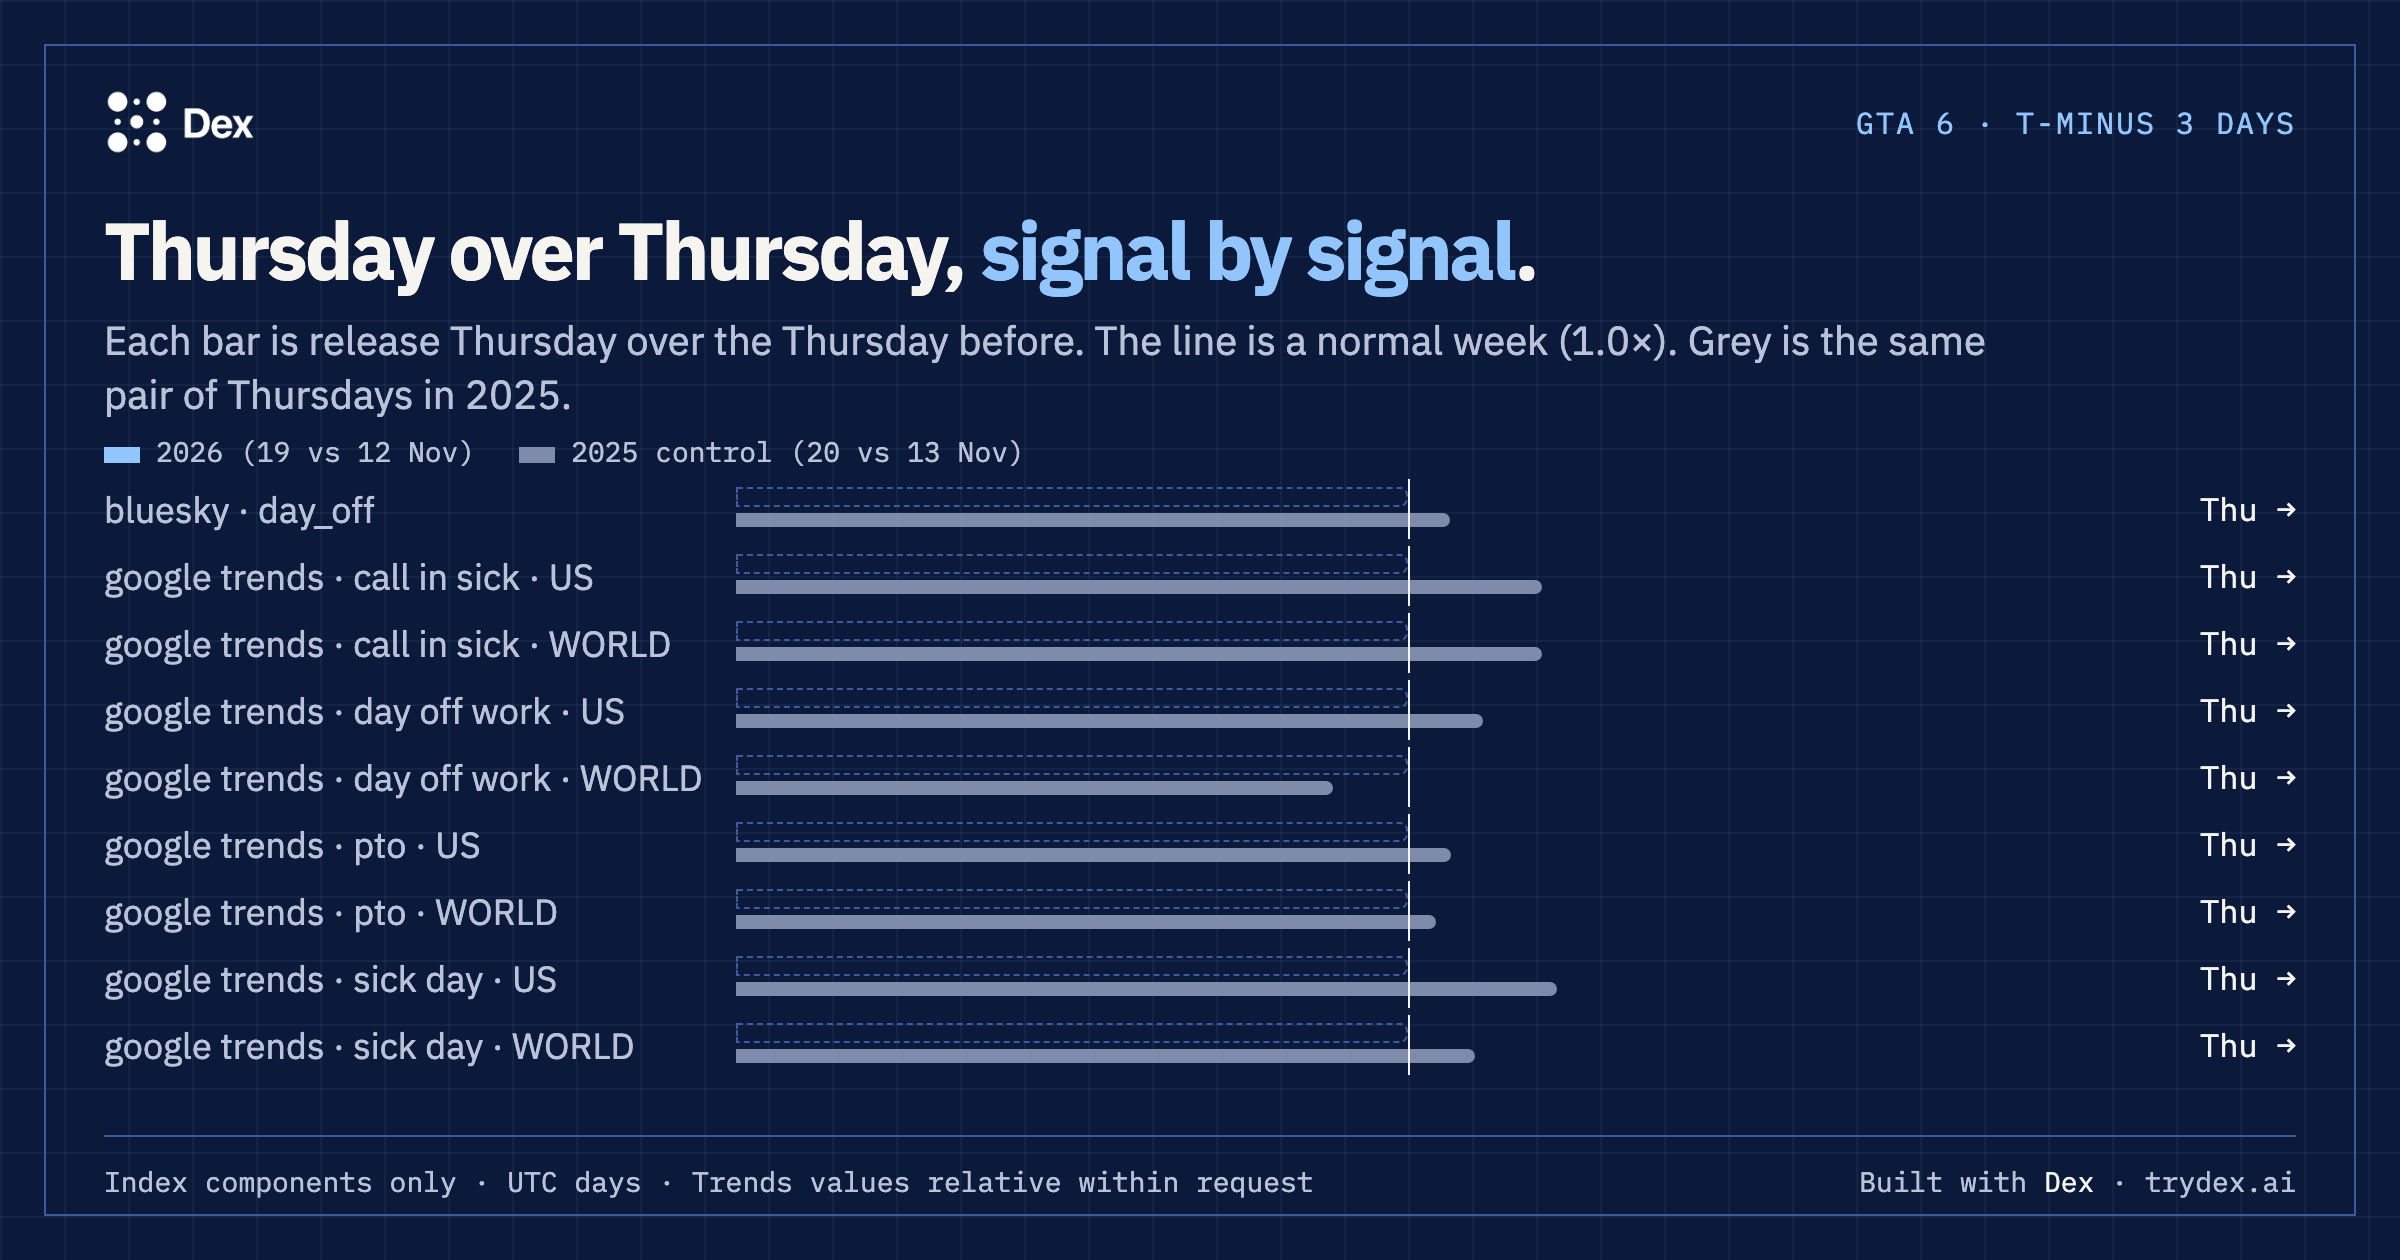 Dex
GTA 6 · T-MINUS 3 DAYS
Thursday over Thursday, signal by signal.
Each bar is release Thursday over the Thursday before. The line is a normal week (1.0×). Grey is the same
pair of Thursdays in 2025.
2026 (19 vs 12 Nov) 2025 control (20 vs 13 Nov)
bluesky · day_off Thu →
google trends · call in sick · US Thu →
google trends · call in sick · WORLD Thu →
google trends · day off work · US Thu →
google trends · day off work · WORLD Thu →
google trends · pto · US Thu →
google trends · pto · WORLD Thu →
google trends · sick day · US Thu →
google trends · sick day · WORLD Thu →
Index components only · UTC days · Trends values relative within request
Built with Dex · trydex.ai